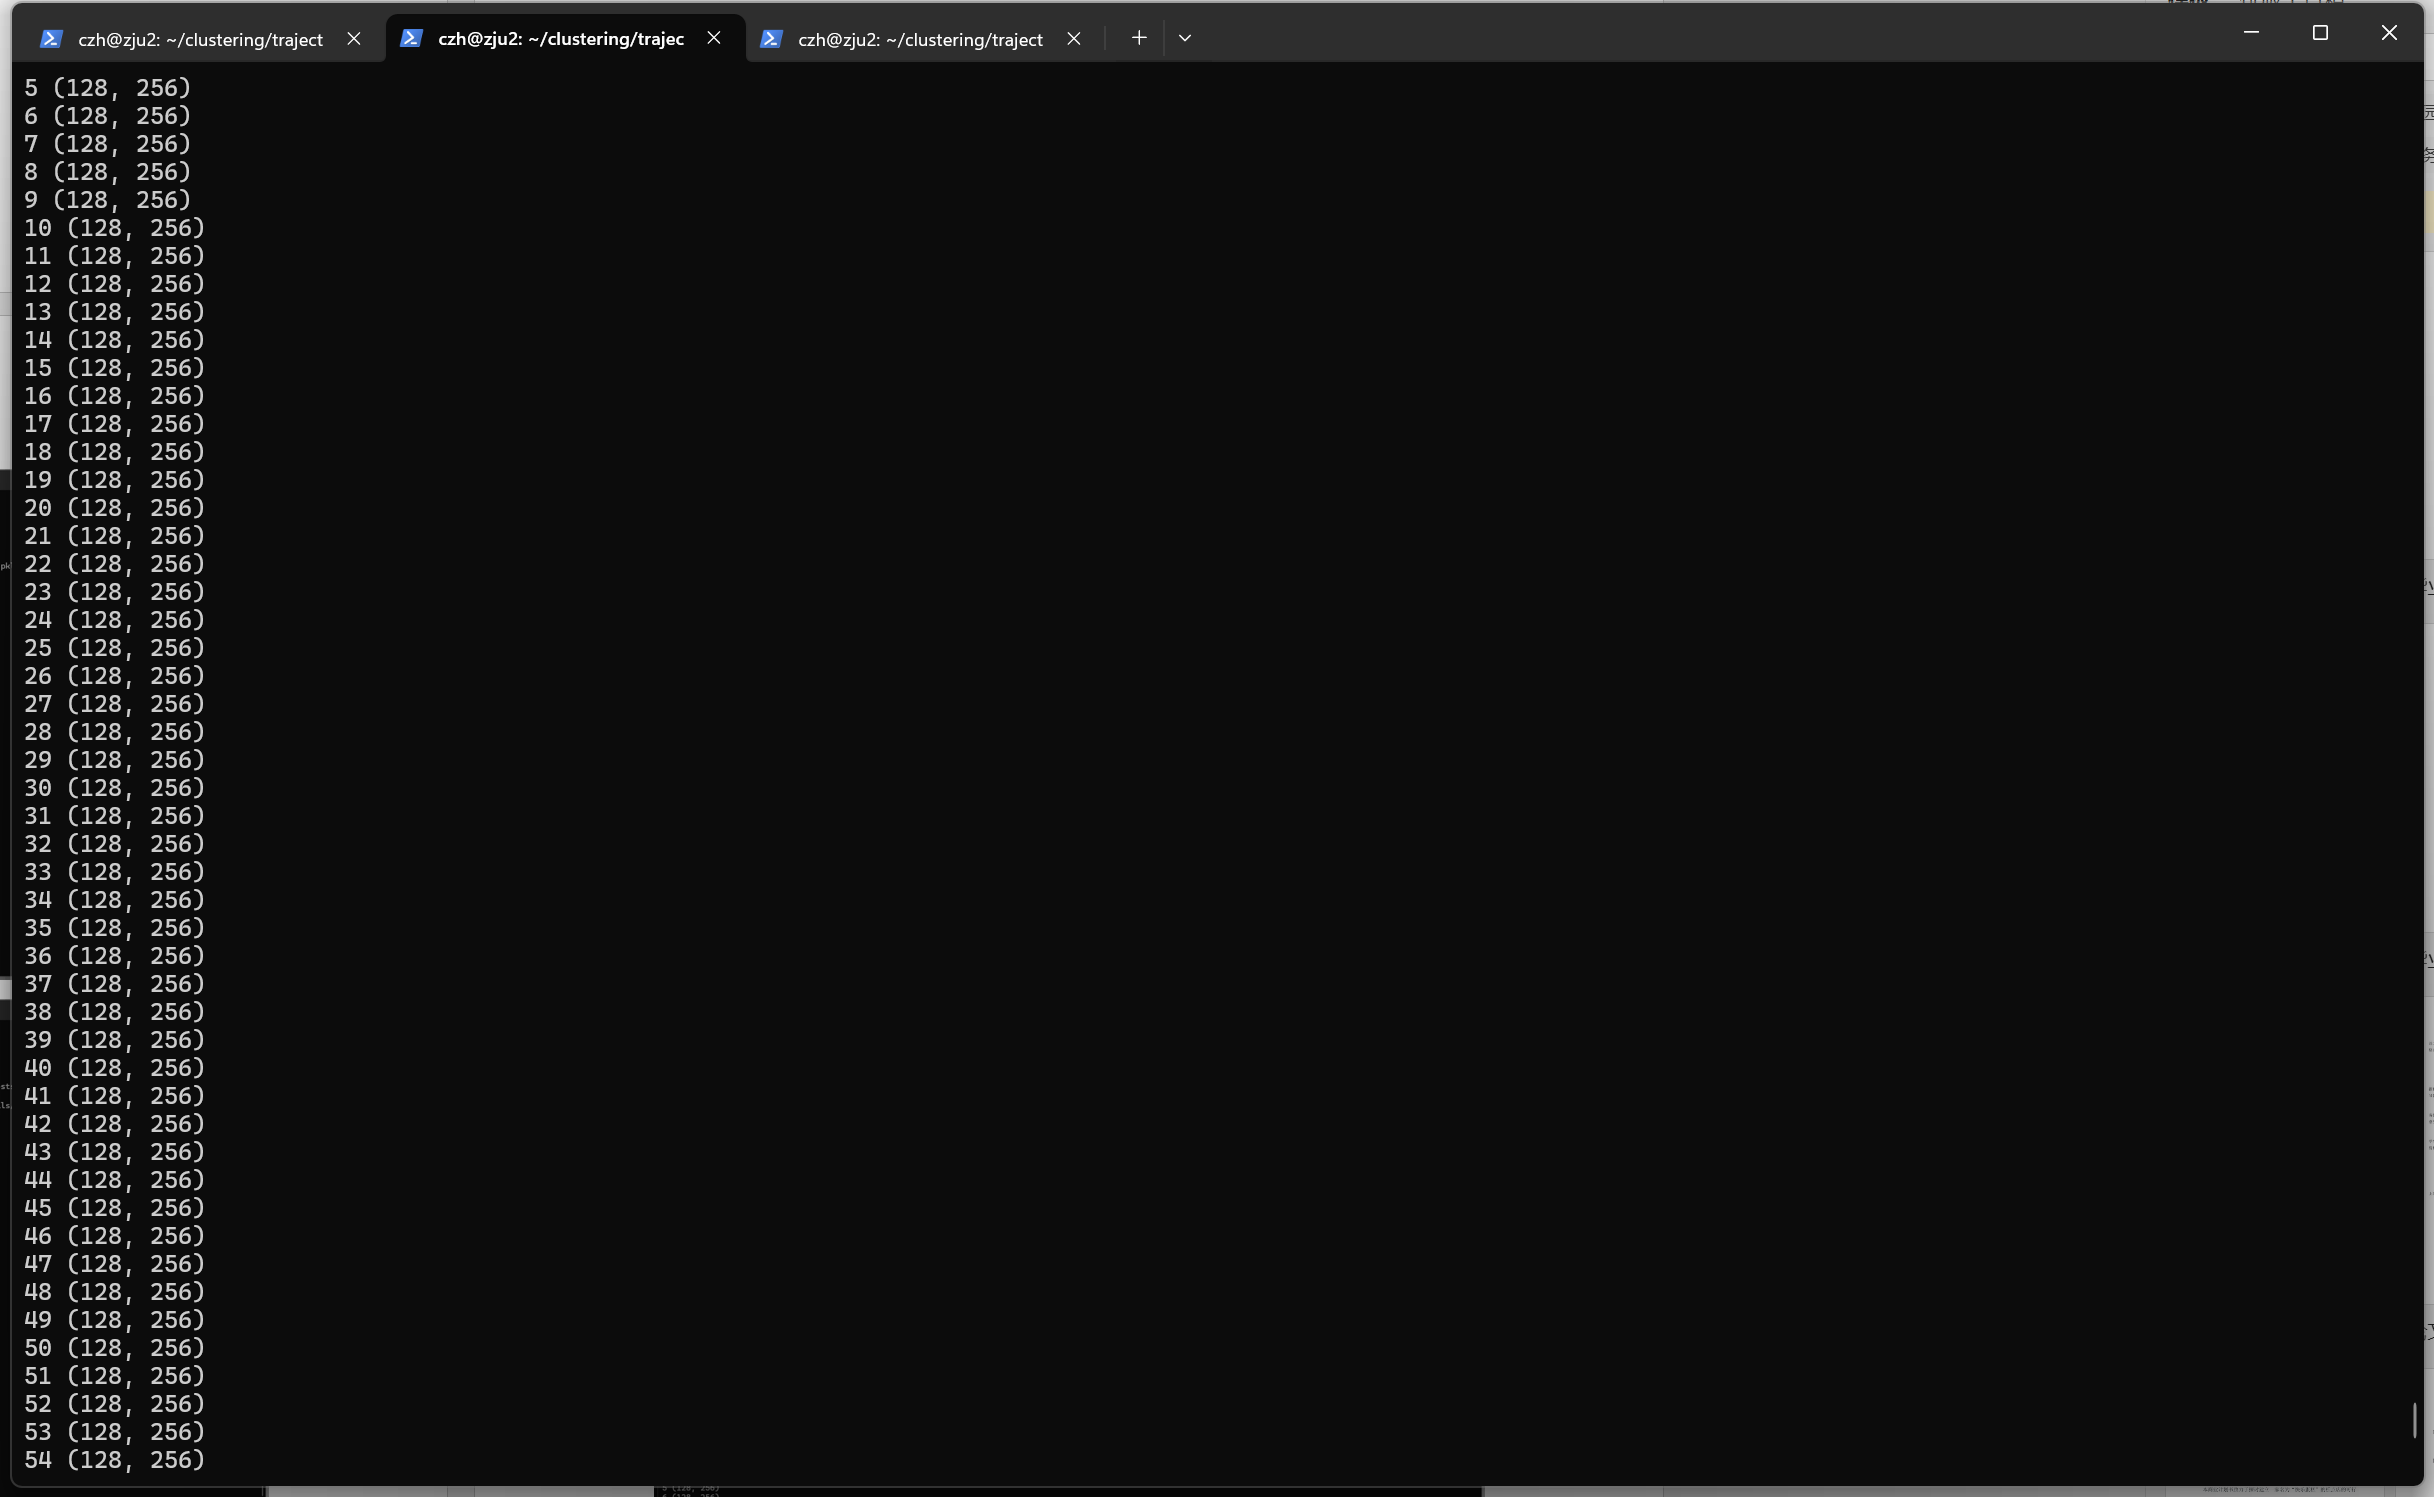 czh@zju2: ~/clustering/traject
czh@zju2: ~/clustering/trajec
czh@zju2: ~/clustering/traject
5 (128, 256)
6 (128, 256)
7 (128, 256)
8 (128, 256)
9 (128, 256)
10 (128, 256)
11 (128, 256)
12 (128, 256)
13 (128, 256)
14 (128, 256)
15 (128, 256)
16 (128, 256)
17 (128, 256)
18 (128, 256)
19 (128, 256)
20 (128, 256)
21 (128, 256)
22 (128, 256)
23 (128, 256)
24 (128, 256)
25 (128, 256)
26 (128, 256)
27 (128, 256)
28 (128, 256)
29 (128, 256)
30 (128, 256)
31 (128, 256)
32 (128, 256)
33 (128, 256)
34 (128, 256)
35 (128, 256)
36 (128, 256)
37 (128, 256)
38 (128, 256)
39 (128, 256)
40 (128, 256)
41 (128, 256)
42 (128, 256)
43 (128, 256)
44 (128, 256)
45 (128, 256)
46 (128, 256)
47 (128, 256)
48 (128, 256)
49 (128, 256)
50 (128, 256)
51 (128, 256)
52 (128, 256)
53 (128, 256)
54 (128, 256)